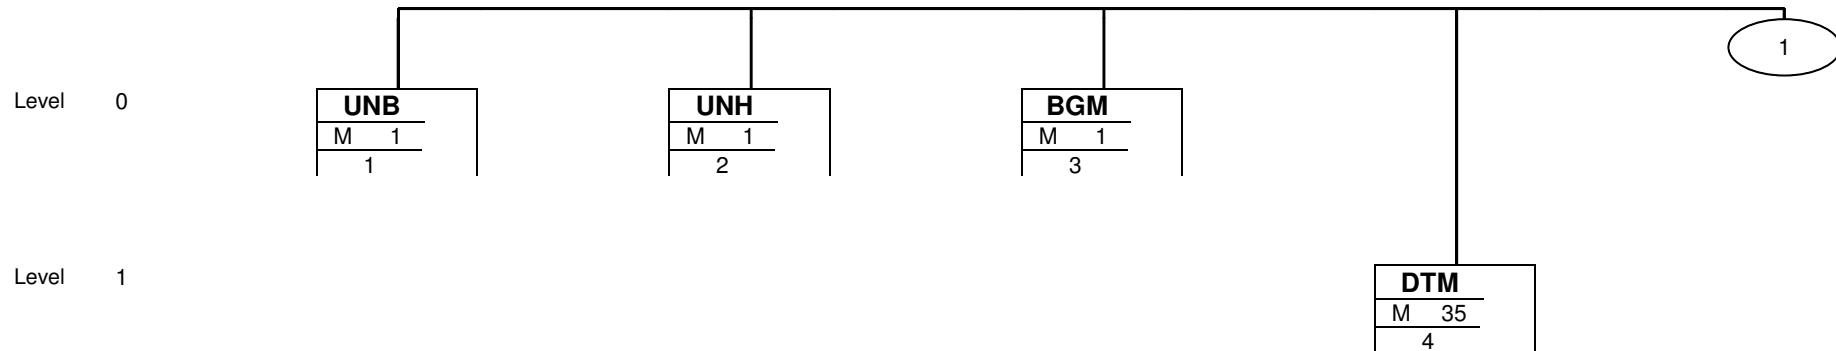 1
Level 0
UNB UNH BGM
M 1 M 1 M 1
1 2 3
Level 1
DTM
M 35
4